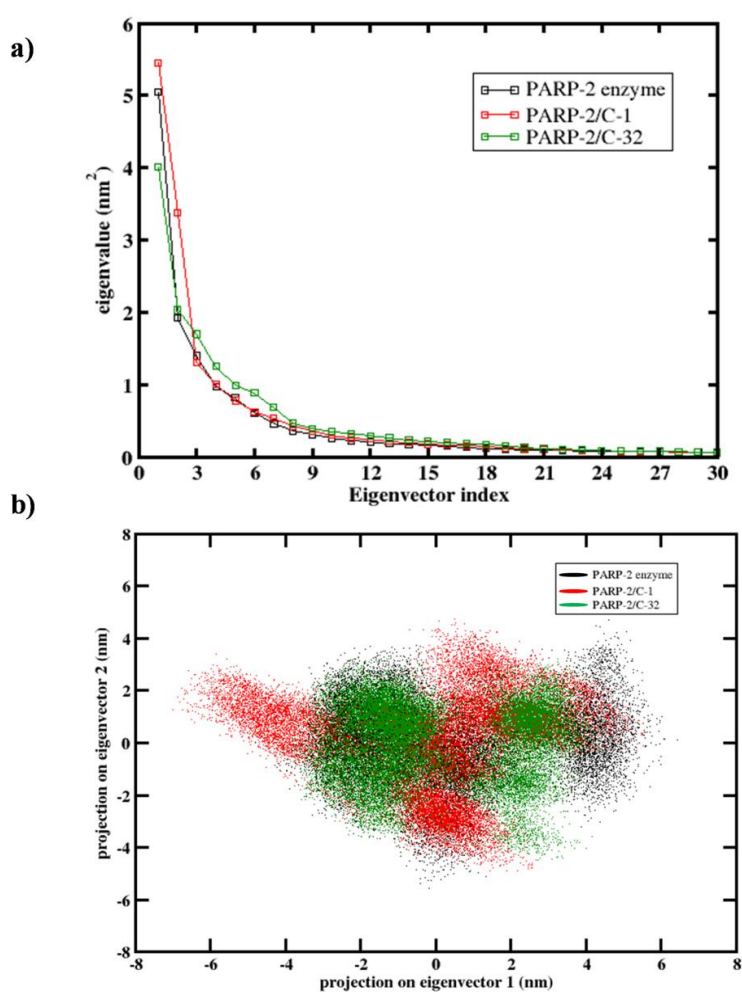 a)
6
5
4
3
2
1
0
eigenvalue (nm²)
PARP-2 enzyme
PARP-2/C-1
PARP-2/C-32
0 3 6 9 12 15 18 21 24 27 30
Eigenvector index
b)
8
6
4
2
0
-2
-4
-6
-8
projection on eigenvector 2 (nm)
PARP-2 enzyme
PARP-2/C-1
PARP-2/C-32
-8 -6 -4 -2 0 2 4 6 8
projection on eigenvector 1 (nm)